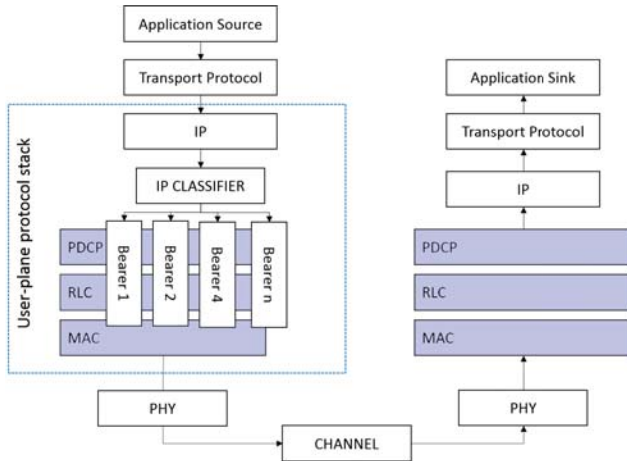 Application Source
Transport Protocol
IP
IP CLASSIFIER
User-plane protocol stack
PDCP
RLC
MAC
Bearer 1
Bearer 2
Bearer 4
Bearer n
PHY
CHANNEL
Application Sink
Transport Protocol
IP
PDCP
RLC
MAC
PHY